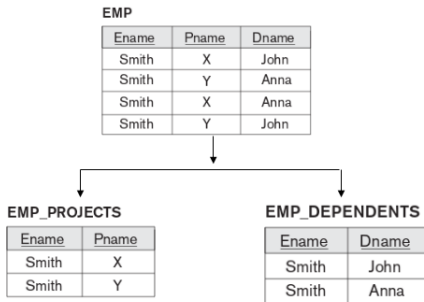 EMP
Ename Pname Dname
Smith X John
Smith Y Anna
Smith X Anna
Smith Y John
EMP_PROJECTS
Ename Pname
Smith X
Smith Y
EMP_DEPENDENTS
Ename Dname
Smith John
Smith Anna